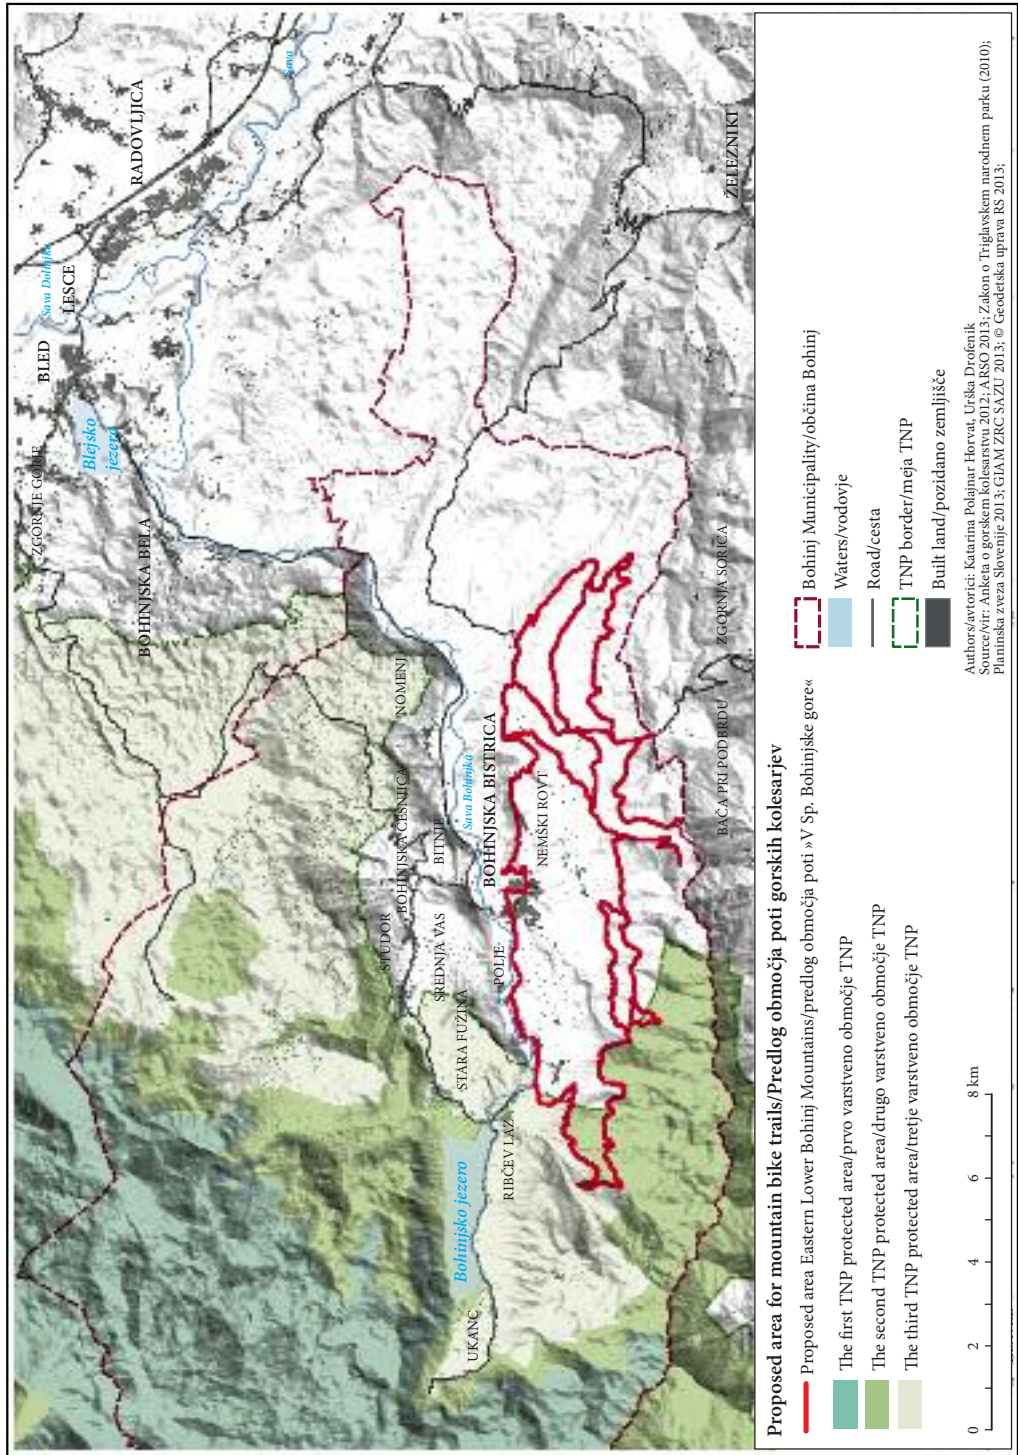 RADOVLJICA
Sava
Sava Dolinjka
LESCE
BLED
Blejsko
jezero
ZGORNJE GORJE
BOHINJSKA BELA
ŽELEZNIKI
NOMENJ
Sava Bohinjka
BOHINJSKA BISTRICA
BOHINJSKA ČEŠNJICA
BITNJE
STUDOR
SREDNJA VAS
STARA FUŽINA
POLJE
NEMŠKI ROVT
ZGORNJA SORICA
BAČA PRI PODBRDU
RIBČEV LAZ
Bohinjsko jezero
UKANC
Proposed area for mountain bike trails/Predlog območja poti gorskih kolesarjev
Proposed area Eastern Lower Bohinj Mountains/predlog območja poti »V Sp. Bohinjske gore«
The first TNP protected area/prvo varstveno območje TNP
The second TNP protected area/drugo varstveno območje TNP
The third TNP protected area/tretje varstveno območje TNP
Bohinj Municipality/občina Bohinj
Waters/vodovje
Road/cesta
TNP border/meja TNP
Built land/pozidano zemljišče
0 2 4 6 8 km
Authors/avtorici: Katarina Polajnar Horvat, Urška Drofenik
Source/vir: Anketa o gorskem kolesarstvu 2012; ARSO 2013; Zakon o Triglavskem narodnem parku (2010);
Planinska zveza Slovenije 2013; GIAM ZRC SAZU 2013; © Geodetska uprava RS 2013;